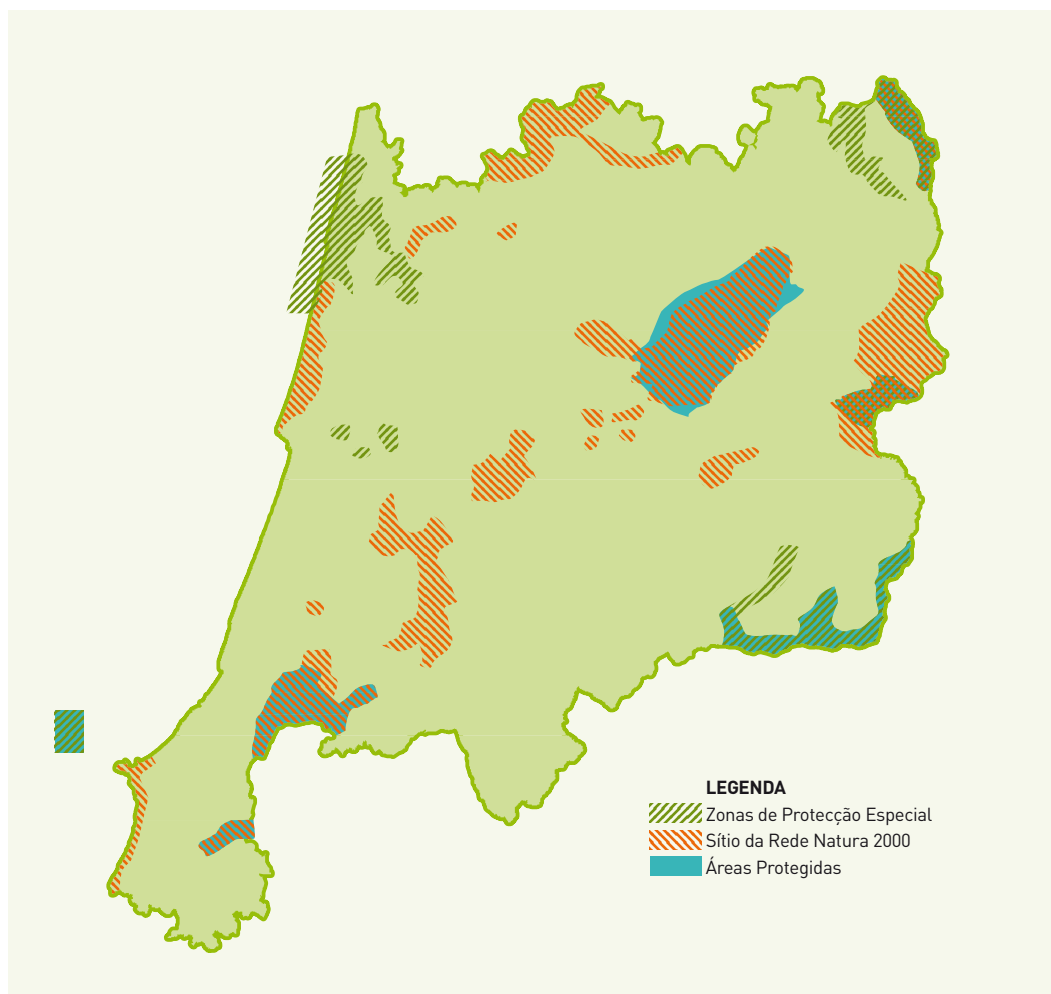 LEGENDA
Zonas de Protecção Especial
Sítio da Rede Natura 2000
Áreas Protegidas